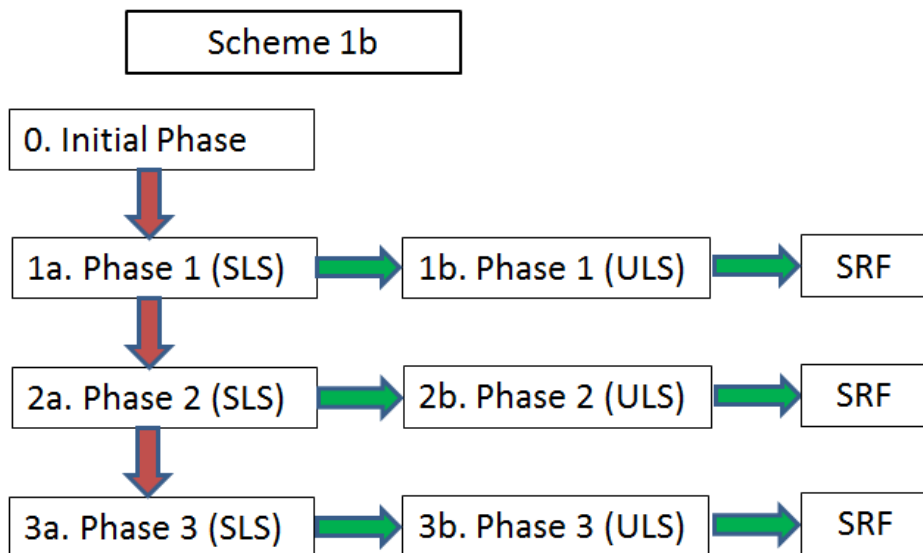 Scheme 1b
0. Initial Phase
1a. Phase 1 (SLS)
1b. Phase 1 (ULS)
SRF
2a. Phase 2 (SLS)
2b. Phase 2 (ULS)
SRF
3a. Phase 3 (SLS)
3b. Phase 3 (ULS)
SRF